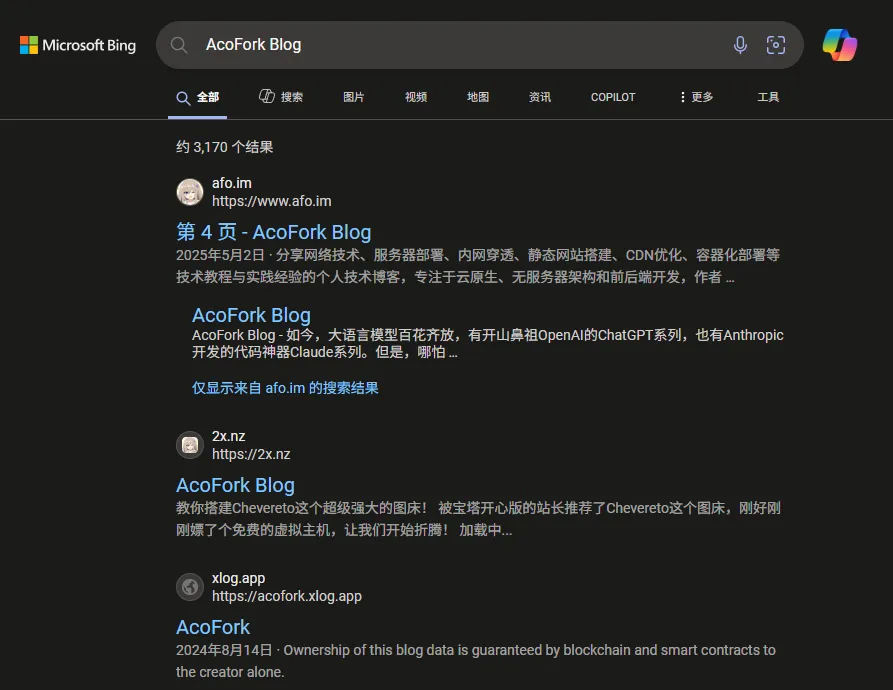 Microsoft Bing
AcoFork Blog
全部
搜索
图片
视频
地图
资讯
COPILOT
更多
工具
约 3,170 个结果
afo.im
https://www.afo.im
第 4 页 - AcoFork Blog
2025年5月2日 · 分享网络技术、服务器部署、内网穿透、静态网站搭建、CDN优化、容器化部署等
技术教程与实践经验的个人技术博客，专注于云原生、无服务器架构和前后端开发，作者 ...
AcoFork Blog
AcoFork Blog - 如今，大语言模型百花齐放，有开山鼻祖OpenAI的ChatGPT系列，也有Anthropic
开发的代码神器Claude系列。但是，哪怕 ...
仅显示来自 afo.im 的搜索结果
2x.nz
https://2x.nz
AcoFork Blog
教你搭建Chevereto这个超级强大的图床！ 被宝塔开心版的站长推荐了Chevereto这个图床，刚好刚
刚嫖了个免费的虚拟主机，让我们开始折腾！ 加载中...
xlog.app
https://acofork.xlog.app
AcoFork
2024年8月14日 · Ownership of this blog data is guaranteed by blockchain and smart contracts to
the creator alone.